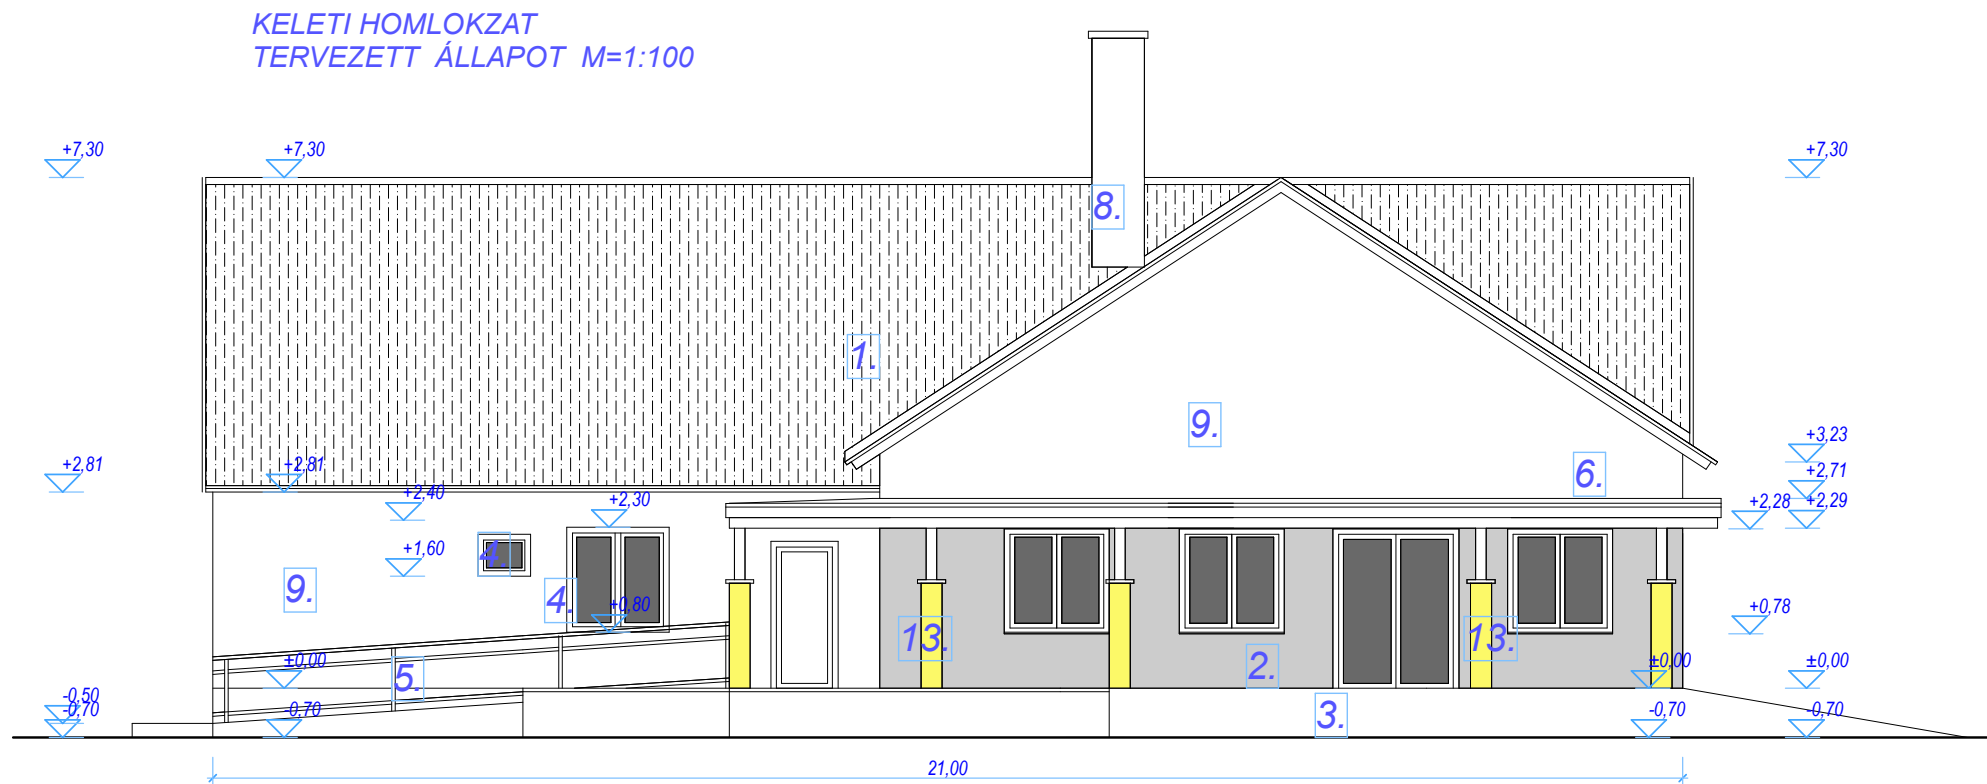 KELETI HOMLOKZAT
TERVEZETT ÁLLAPOT M=1:100
+7,30 +7,30 +7,30
8.
1.
9.
+3,23
6.
+2,81 +2,81 +2,71
+2,40 +2,30 +2,28 +2,29
+1,60 4.
9. 4. +0,80 +0,78
13. 13.
±0,00 5. 2. ±0,00 ±0,00
-0,50
-0,70 -0,70 3. -0,70 -0,70
21,00